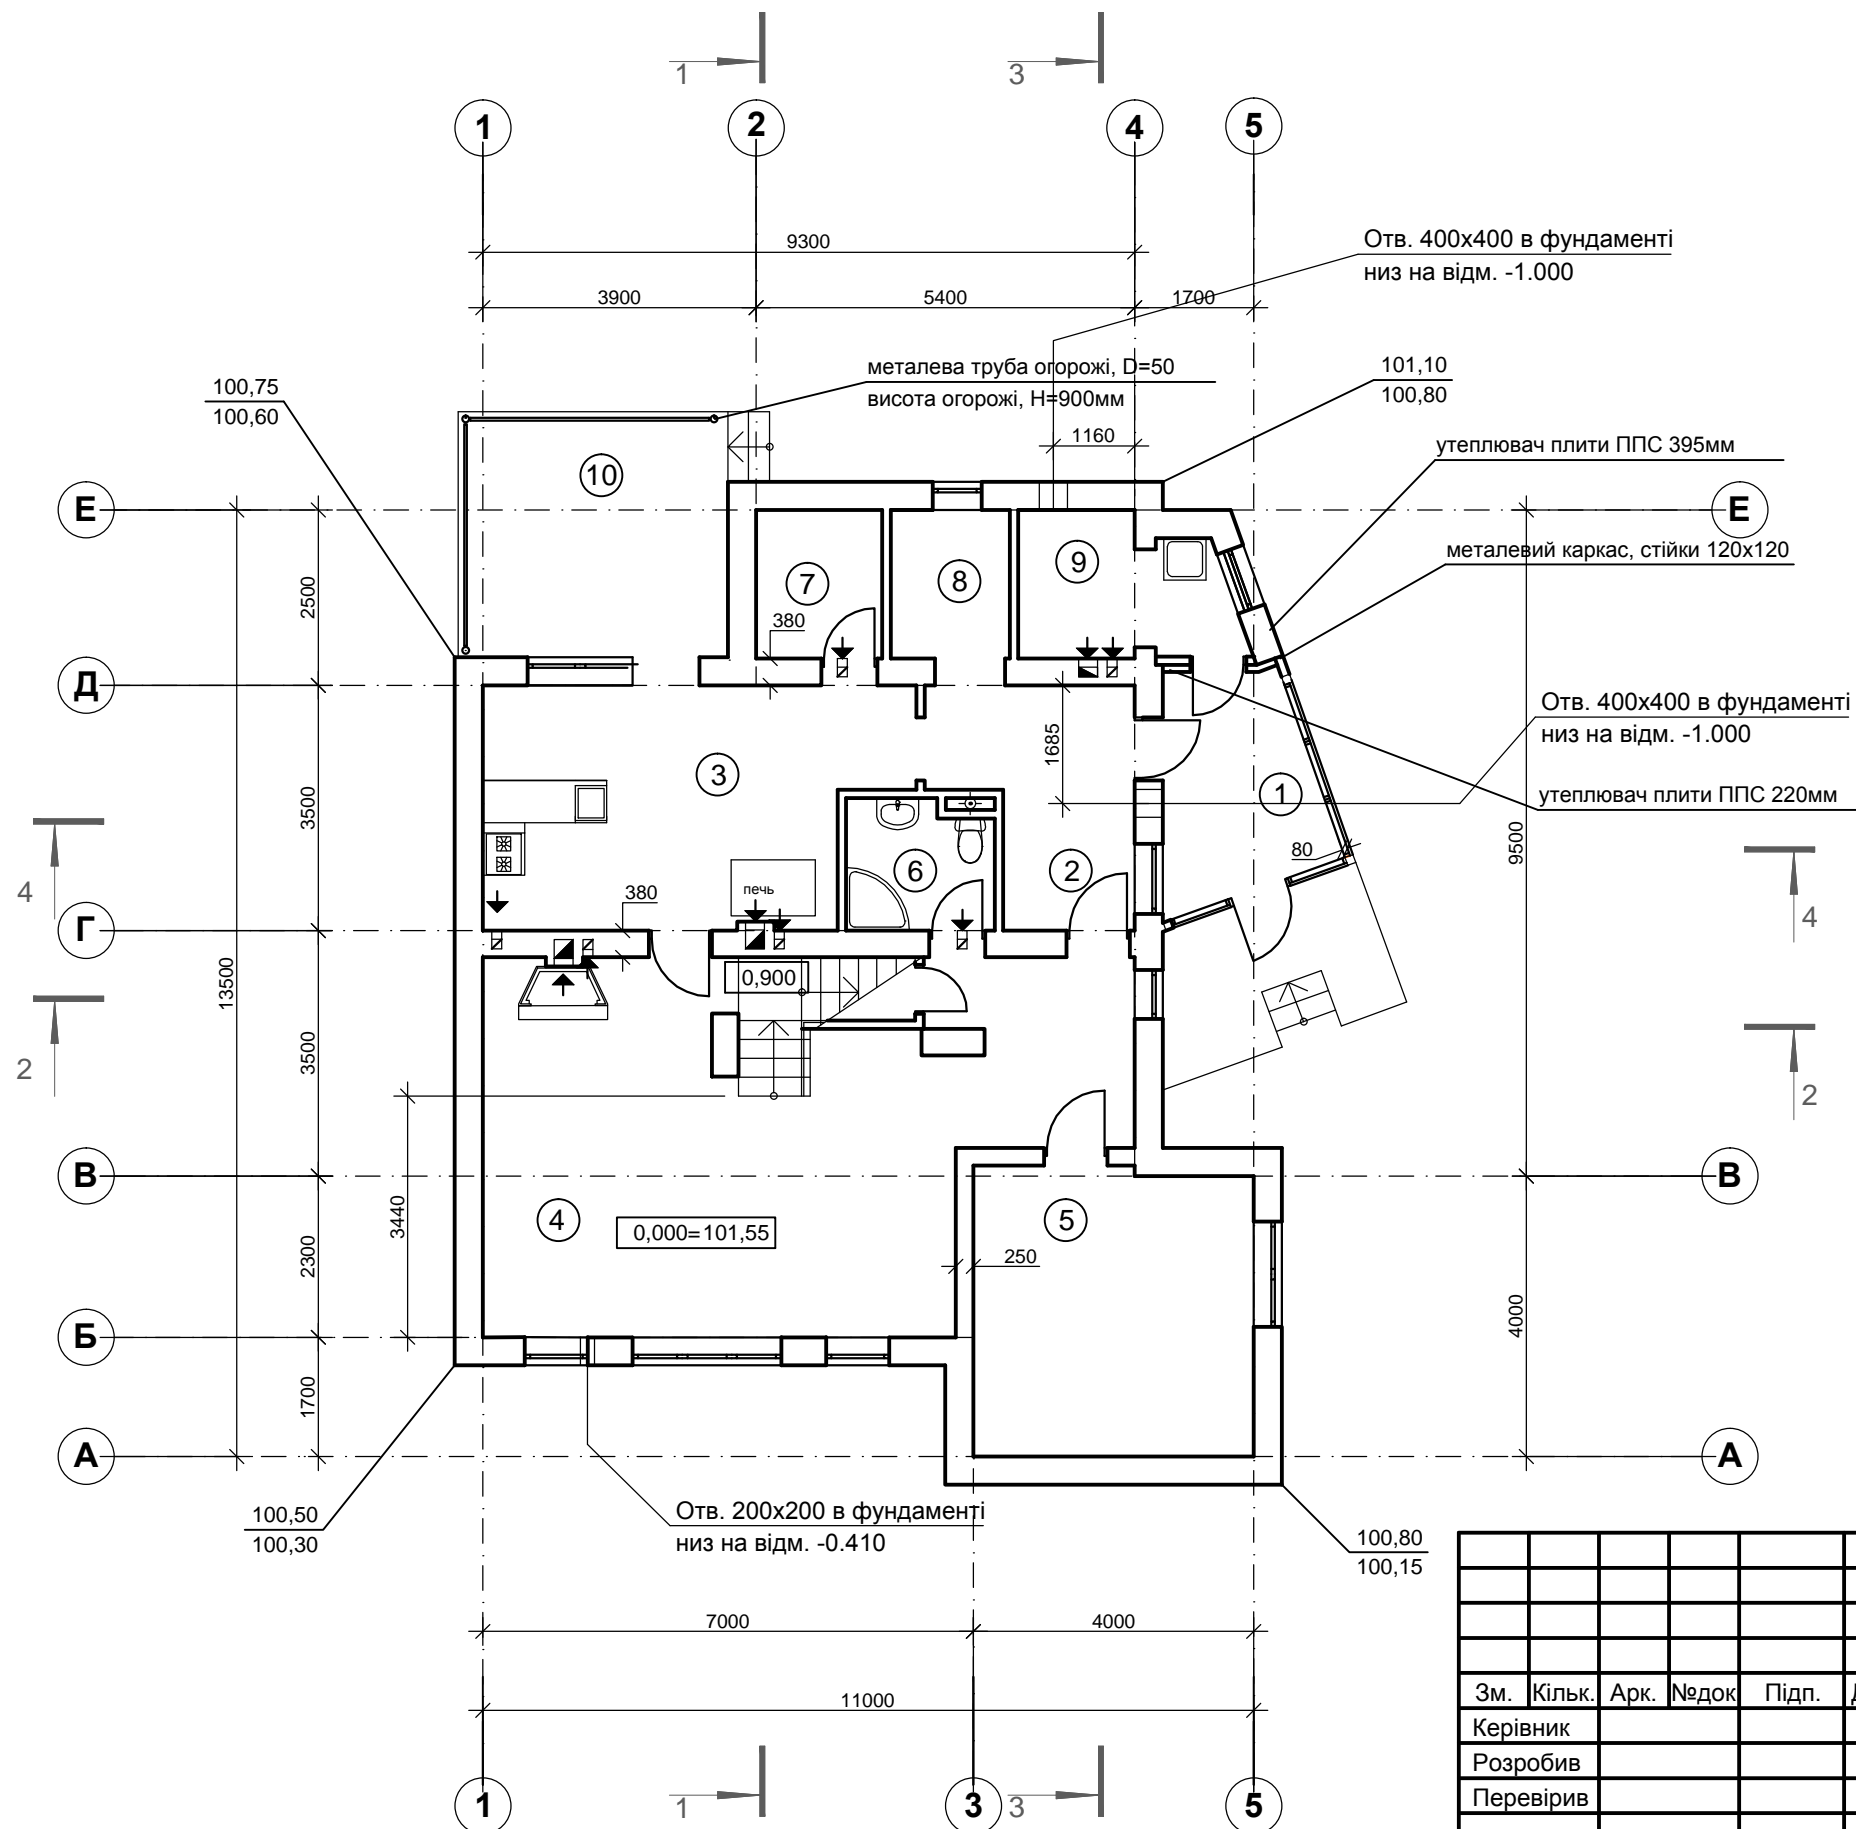 1
3
1
2
4
5
9300
3900
5400
1700
Отв. 400х400 в фундаменті
низ на відм. -1.000
металева труба огорожі, D=50
висота огорожі, Н=900мм
100,75
100,60
101,10
100,80
1160
утеплювач плити ППС 395мм
металевий каркас, стійки 120х120
Е
Е
10
7
8
9
380
2500
Д
Отв. 400х400 в фундаменті
низ на відм. -1.000
утеплювач плити ППС 220мм
3
1685
1
3500
80
9500
6
2
печь
380
4
4
Г
0,900
13500
3500
2
2
В
В
3440
4
0,000=101,55
5
250
2300
4000
Б
1700
А
А
100,50
100,30
Отв. 200х200 в фундаменті
низ на відм. -0.410
100,80
100,15
7000
4000
11000
1
3
5
1
3
Зм. Кільк. Арк. №док Підп.
Керівник
Розробив
Перевірив